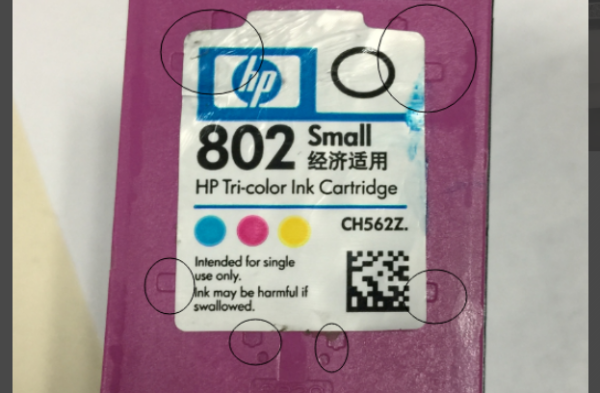 hp
802 Small
经济适用
HP Tri-color Ink Cartridge
CH562Z.
Intended for single
use only.
Ink may be harmful if
swallowed.